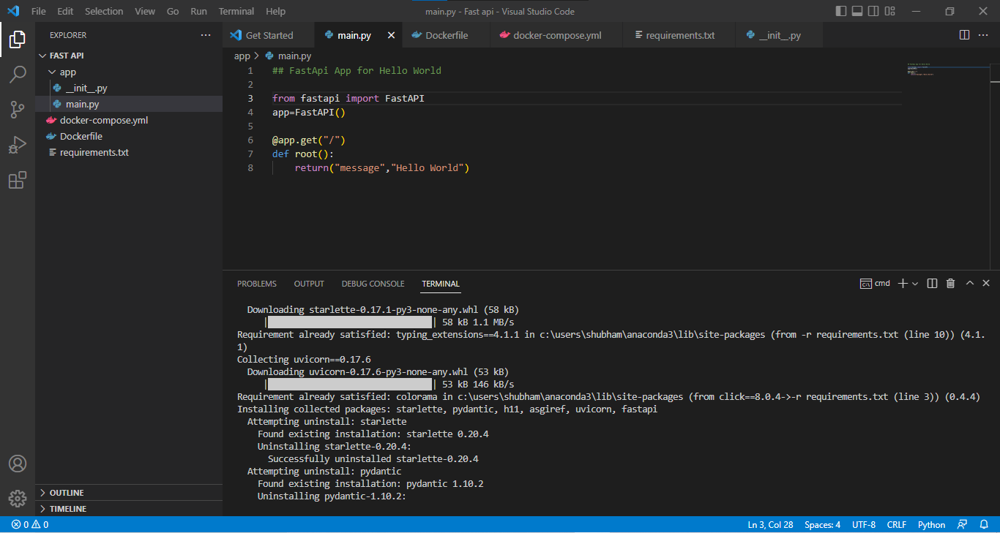 File Edit Selection View Go Run Terminal Help
main.py - Fast api - Visual Studio Code
EXPLORER
FAST API
app
__init__.py
main.py
docker-compose.yml
Dockerfile
requirements.txt
OUTLINE
TIMELINE
Get Started main.py Dockerfile docker-compose.yml requirements.txt __init__.py
app > main.py
1 ## FastApi App for Hello World
2
3 from fastapi import FastAPI
4 app=FastAPI()
5
6 @app.get("/")
7 def root():
8     return("message","Hello World")
PROBLEMS OUTPUT DEBUG CONSOLE TERMINAL
cmd
Downloading starlette-0.17.1-py3-none-any.whl (58 kB)
| | 58 kB 1.1 MB/s
Requirement already satisfied: typing_extensions==4.1.1 in c:\users\shubham\anaconda3\lib\site-packages (from -r requirements.txt (line 10)) (4.1.
1)
Collecting uvicorn==0.17.6
Downloading uvicorn-0.17.6-py3-none-any.whl (53 kB)
| | 53 kB 146 kB/s
Requirement already satisfied: colorama in c:\users\shubham\anaconda3\lib\site-packages (from click==8.0.4->-r requirements.txt (line 3)) (0.4.4)
Installing collected packages: starlette, pydantic, h11, asgiref, uvicorn, fastapi
Attempting uninstall: starlette
Found existing installation: starlette 0.20.4
Uninstalling starlette-0.20.4:
Successfully uninstalled starlette-0.20.4
Attempting uninstall: pydantic
Found existing installation: pydantic 1.10.2
Uninstalling pydantic-1.10.2:
0 0
Ln 3, Col 28 Spaces: 4 UTF-8 CRLF Python